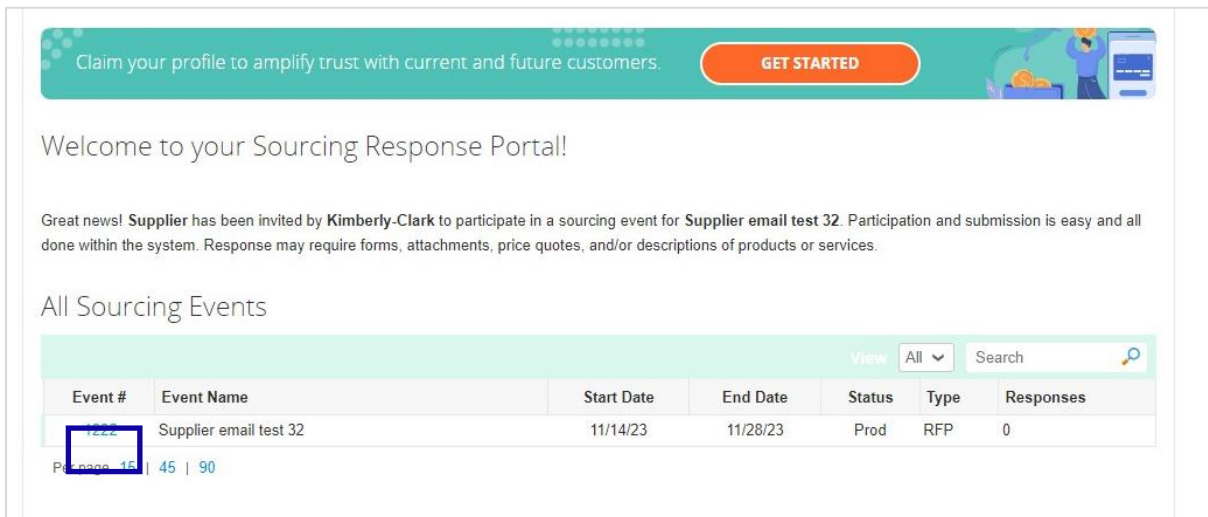 Claim your profile to amplify trust with current and future customers. GET STARTED
Welcome to your Sourcing Response Portal!
Great news! Supplier has been invited by Kimberly-Clark to participate in a sourcing event for Supplier email test 32. Participation and submission is easy and all
done within the system. Response may require forms, attachments, price quotes, and/or descriptions of products or services.
All Sourcing Events
View All Search
Event # Event Name Start Date End Date Status Type Responses
1222 Supplier email test 32 11/14/23 11/28/23 Prod RFP 0
Per page 15 | 45 | 90